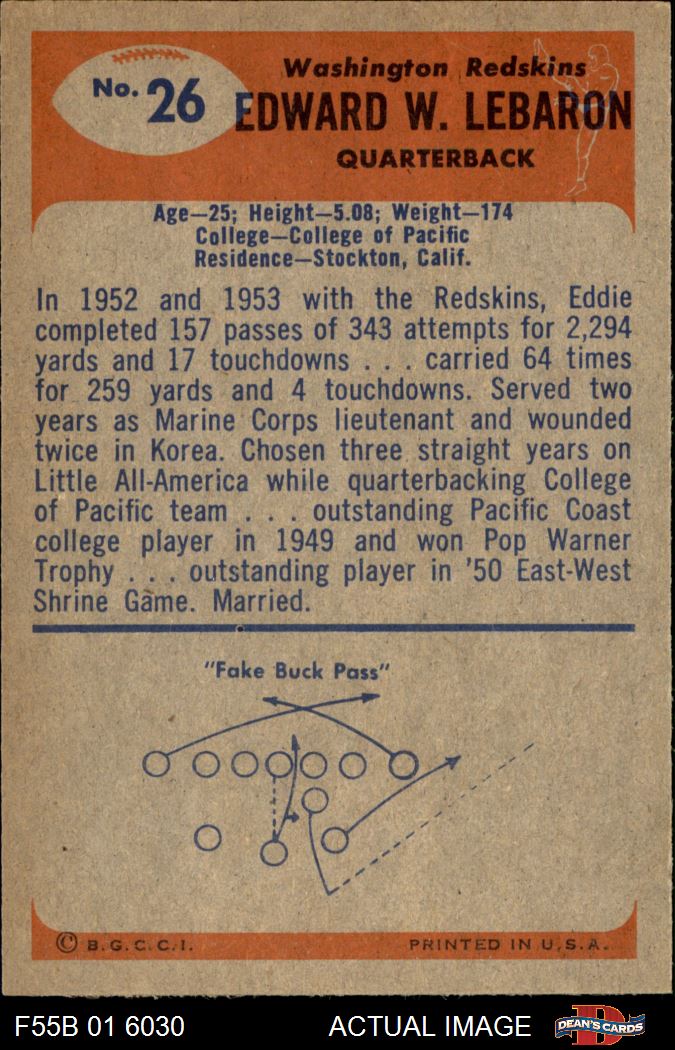 No. 26
Washington Redskins
EDWARD W. LEBARON
QUARTERBACK
Age—25; Height—5.08; Weight—174
College—College of Pacific
Residence—Stockton, Calif.
In 1952 and 1953 with the Redskins, Eddie
completed 157 passes of 343 attempts for 2,294
yards and 17 touchdowns . . . carried 64 times
for 259 yards and 4 touchdowns. Served two
years as Marine Corps lieutenant and wounded
twice in Korea. Chosen three straight years on
Little All-America while quarterbacking College
of Pacific team . . . outstanding Pacific Coast
college player in 1949 and won Pop Warner
Trophy . . . outstanding player in '50 East-West
Shrine Game. Married.
"Fake Buck Pass"
© B.G.C.C.I. PRINTED IN U.S.A.
F55B 01 6030 ACTUAL IMAGE D DEAN'S CARDS